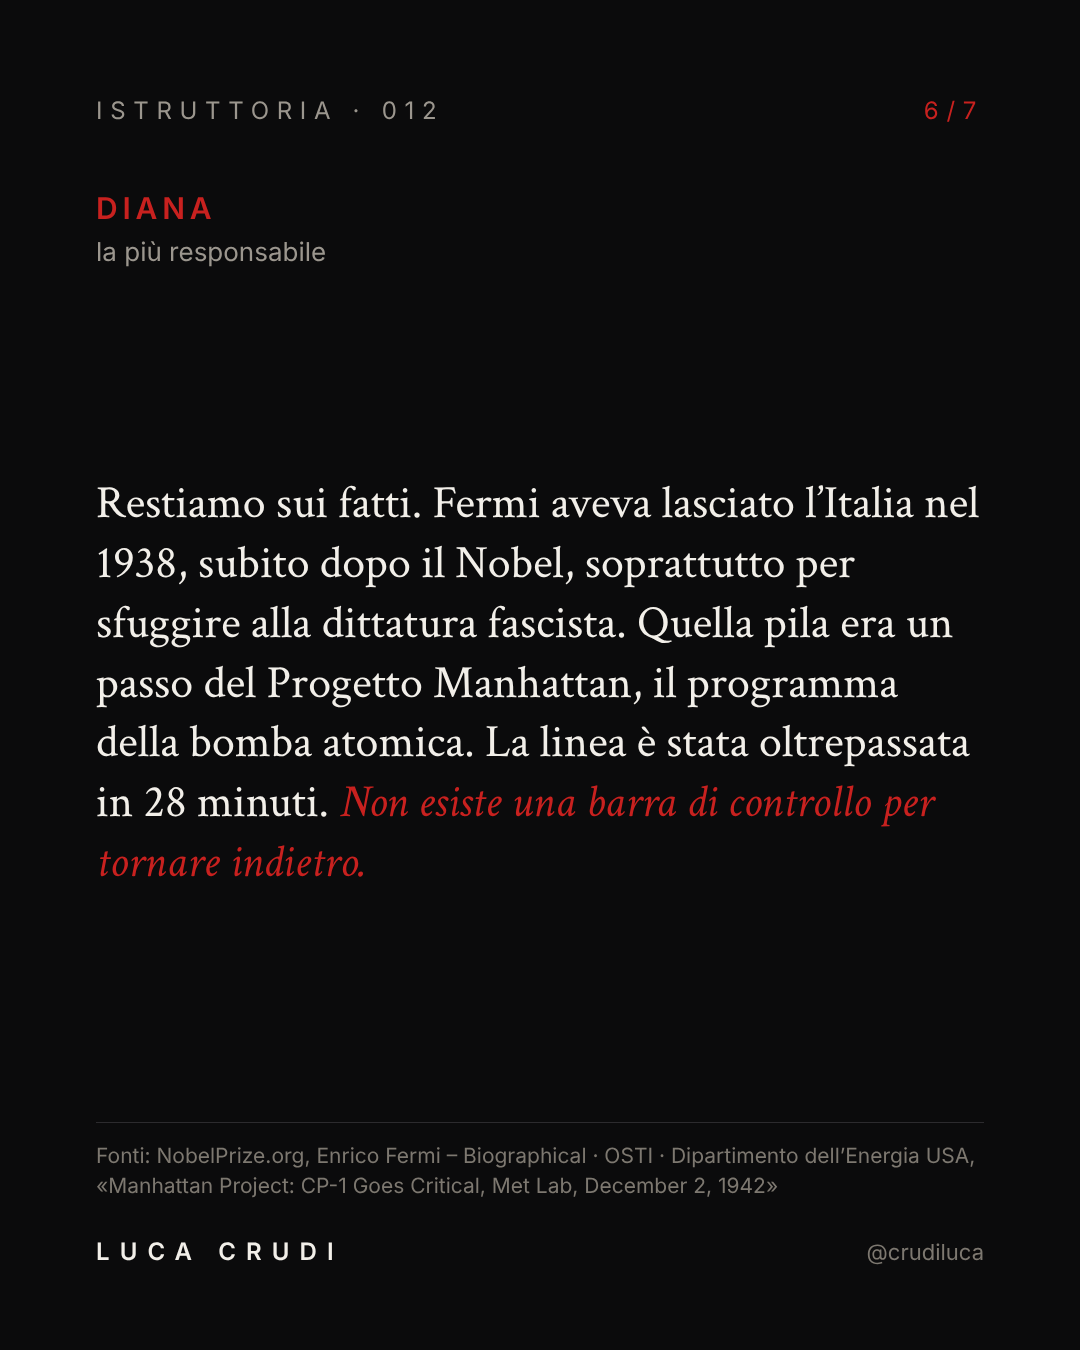 ISTRUTTORIA · 012
6/7
DIANA
la più responsabile
Restiamo sui fatti. Fermi aveva lasciato l’Italia nel
1938, subito dopo il Nobel, soprattutto per
sfuggire alla dittatura fascista. Quella pila era un
passo del Progetto Manhattan, il programma
della bomba atomica. La linea è stata oltrepassata
in 28 minuti. Non esiste una barra di controllo per
tornare indietro.
Fonti: NobelPrize.org, Enrico Fermi – Biographical · OSTI · Dipartimento dell’Energia USA,
«Manhattan Project: CP-1 Goes Critical, Met Lab, December 2, 1942»
LUCA CRUDI
@crudiluca